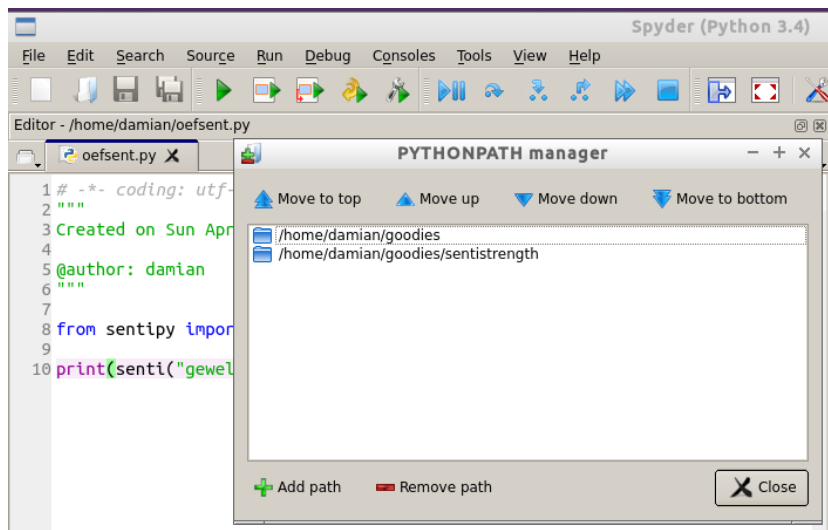 Spyder (Python 3.4)
File Edit Search Source Run Debug Consoles Tools View Help
Editor - /home/damian/oefsent.py
oefsent.py
PYTHONPATH manager
Move to top Move up Move down Move to bottom
/home/damian/goodies
/home/damian/goodies/sentistrength
1 # -*- coding: utf-
2 """
3 Created on Sun Apr
4
5 @author: damian
6 """
7
8 from sentipy impor
9
10 print(senti("gewel
Add path Remove path Close